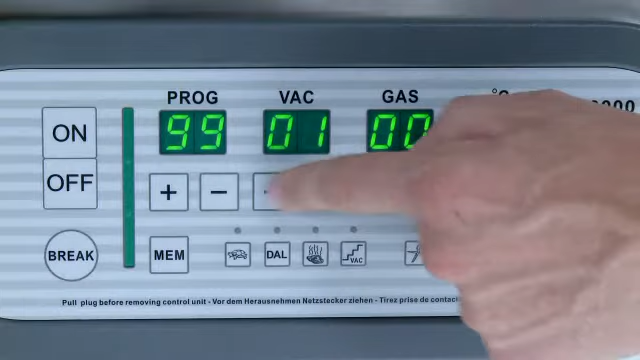 PROG VAC GAS °C
ON 99 01 00
OFF + −
BREAK MEM DAL VAC
Pull plug before removing control unit - Vor dem Herausnehmen Netzstecker ziehen - Tirez prise de